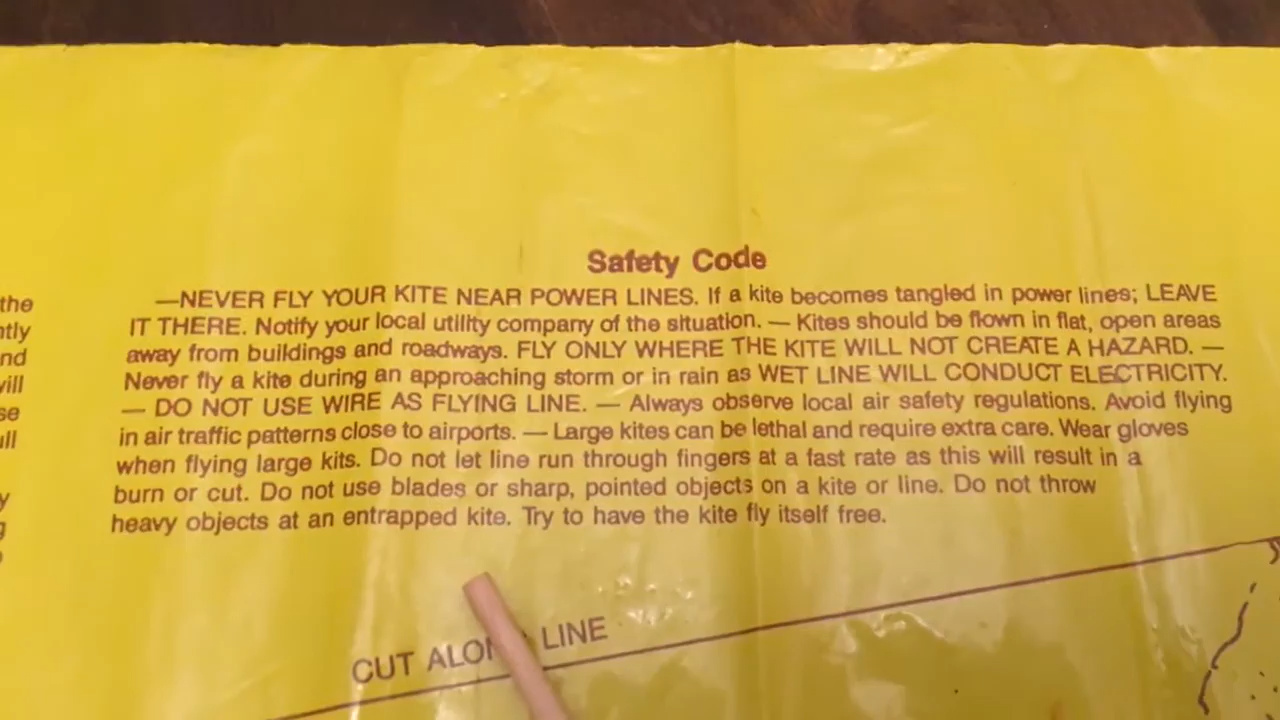 Safety Code
—NEVER FLY YOUR KITE NEAR POWER LINES. If a kite becomes tangled in power lines; LEAVE
IT THERE. Notify your local utility company of the situation. — Kites should be flown in flat, open areas
away from buildings and roadways. FLY ONLY WHERE THE KITE WILL NOT CREATE A HAZARD. —
Never fly a kite during an approaching storm or in rain as WET LINE WILL CONDUCT ELECTRICITY.
— DO NOT USE WIRE AS FLYING LINE. — Always observe local air safety regulations. Avoid flying
in air traffic patterns close to airports. — Large kites can be lethal and require extra care. Wear gloves
when flying large kits. Do not let line run through fingers at a fast rate as this will result in a
burn or cut. Do not use blades or sharp, pointed objects on a kite or line. Do not throw
heavy objects at an entrapped kite. Try to have the kite fly itself free.
CUT ALONG LINE
the